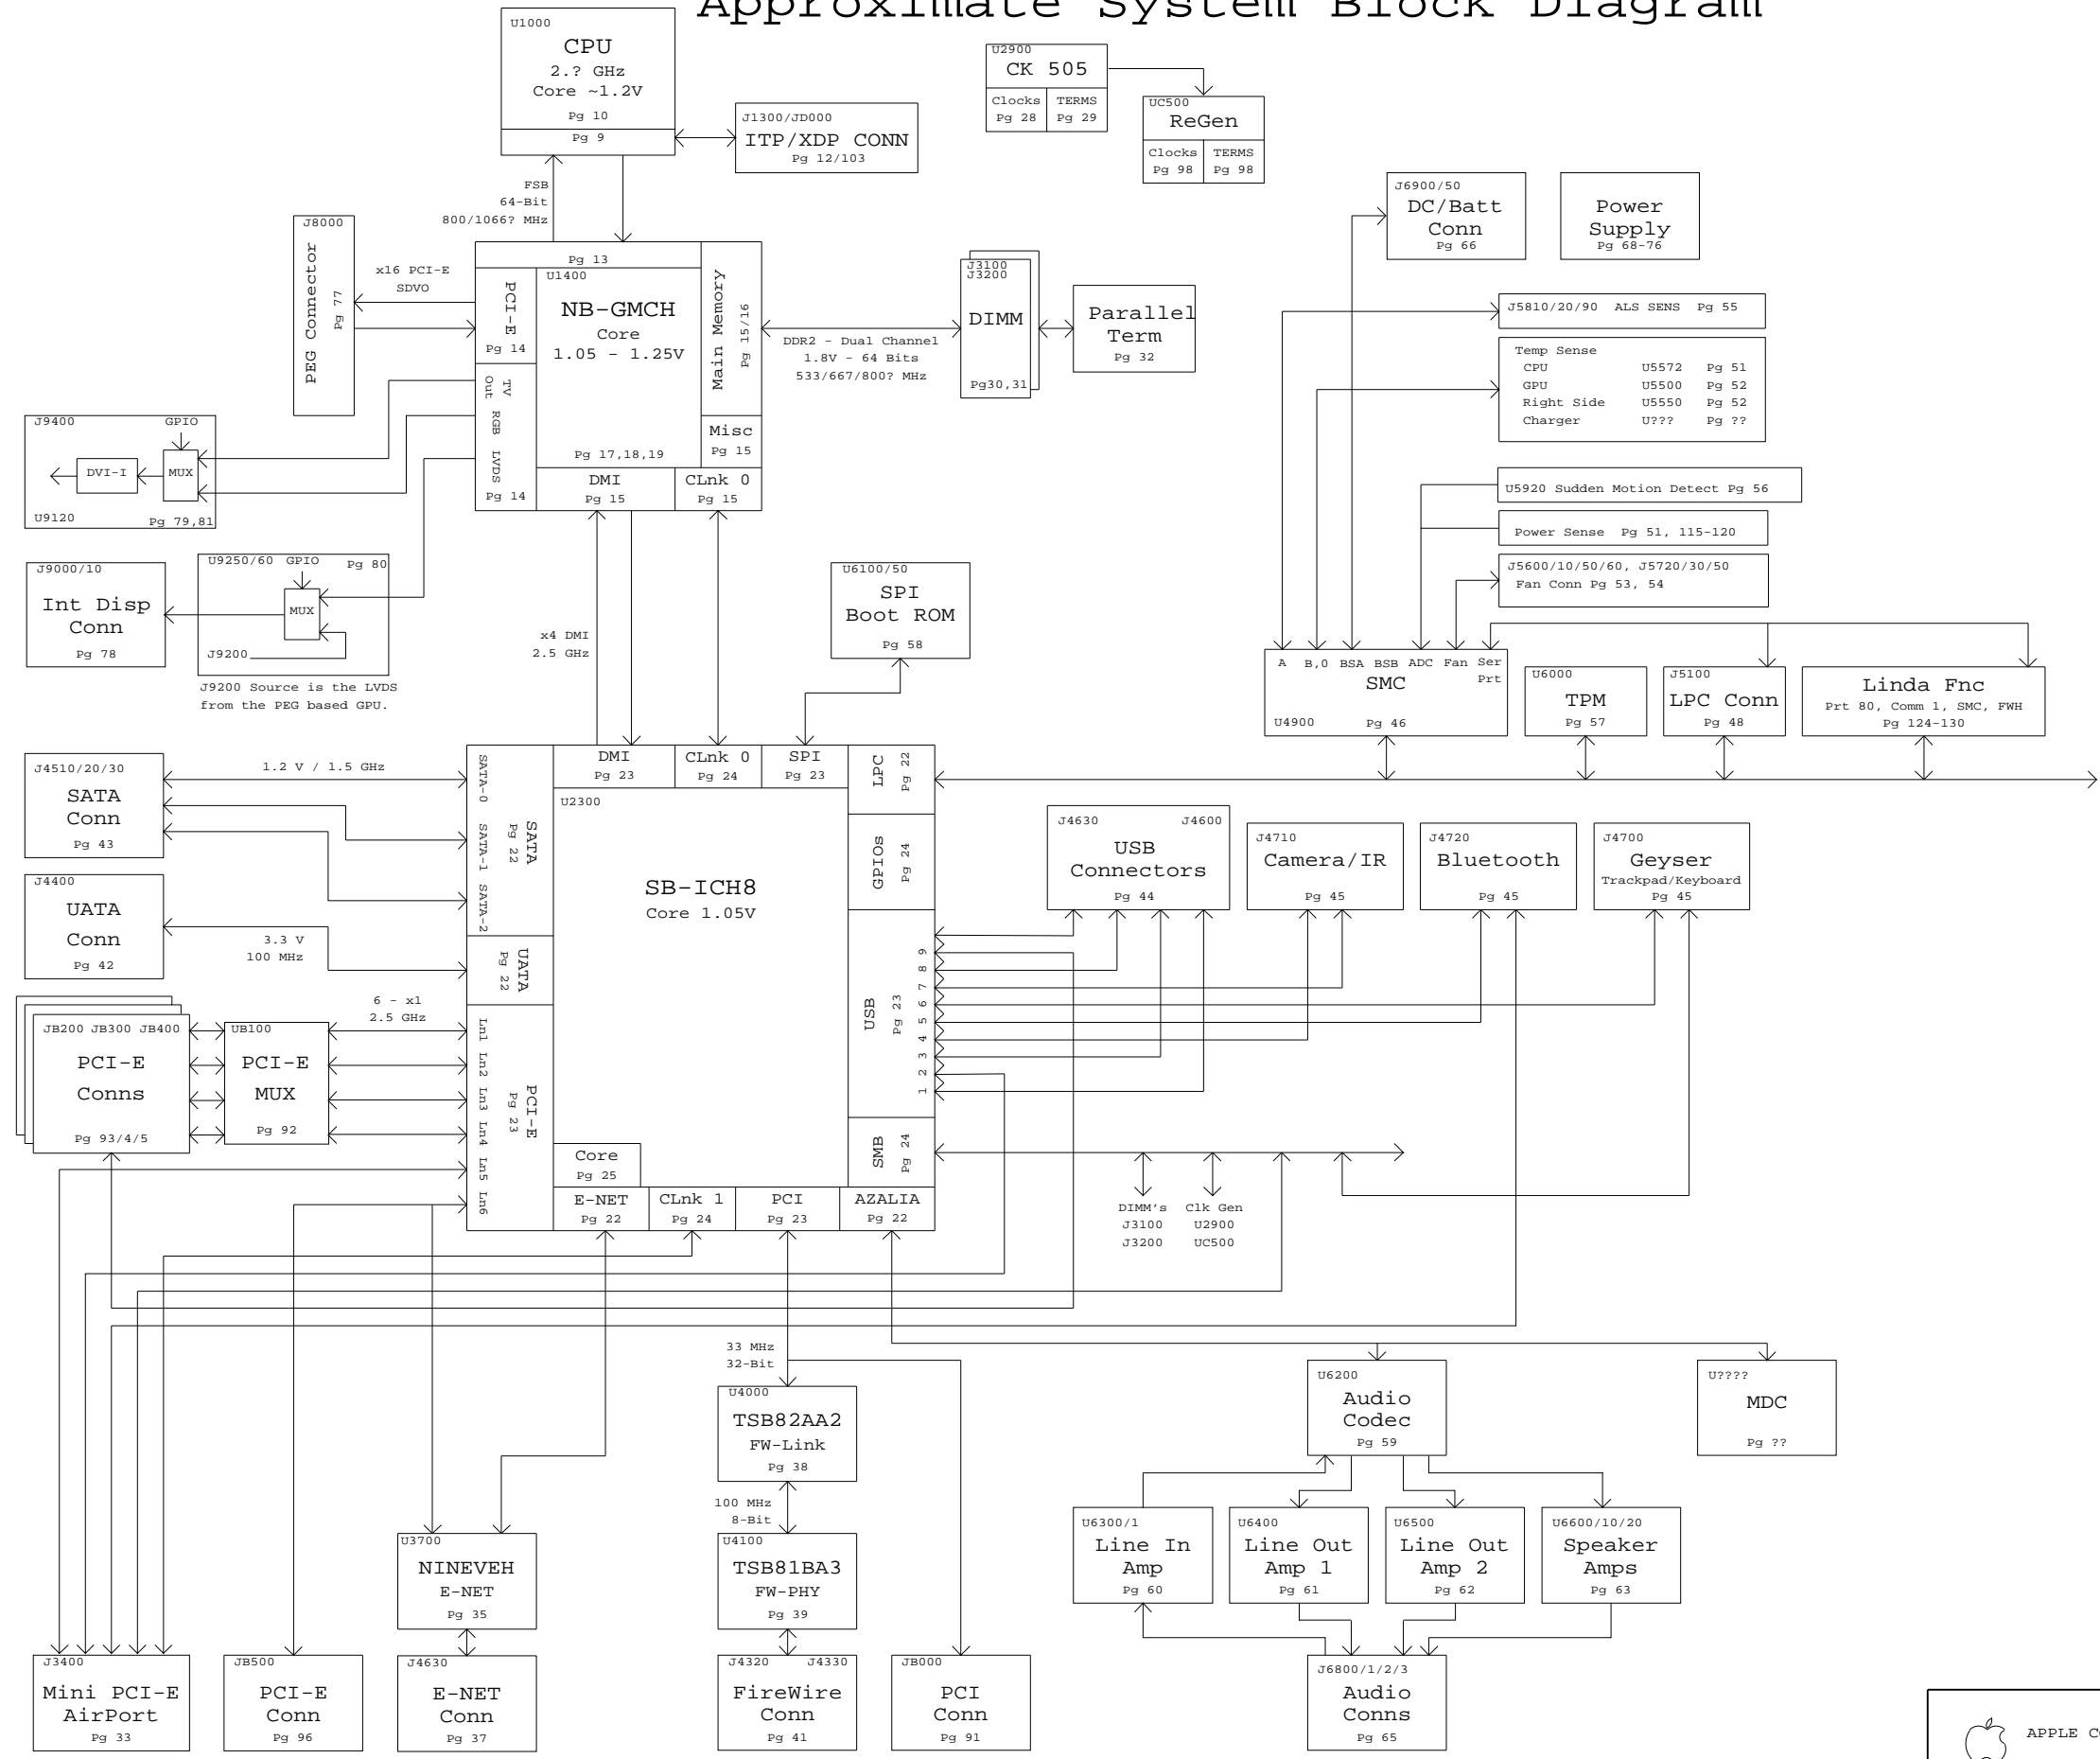 Approximate System Block Diagram
U1000
CPU
2.? GHz
Core ~1.2V
Pg 10
Pg 9
J1300/JD000
ITP/XDP CONN
Pg 12/103
U2900
CK 505
Clocks
Pg 28
TERMS
Pg 29
UC500
ReGen
Clocks
Pg 98
TERMS
Pg 98
FSB
64-Bit
800/1066? MHz
J8000
PEG Connector
Pg 77
x16 PCI-E
SDVO
Pg 13
U1400
NB-GMCH
Core
1.05 - 1.25V
Pg 17,18,19
PCI-E
Pg 14
TV
Out
RGB
LVDS
Pg 14
Main Memory
Pg 15/16
Misc
Pg 15
DMI
Pg 15
CLnk 0
Pg 15
DDR2 - Dual Channel
1.8V - 64 Bits
533/667/800? MHz
J3100
J3200
DIMM
Pg30,31
Parallel
Term
Pg 32
J6900/50
DC/Batt
Conn
Pg 66
Power
Supply
Pg 68-76
J5810/20/90 ALS SENS Pg 55
Temp Sense
CPU U5572 Pg 51
GPU U5500 Pg 52
Right Side U5550 Pg 52
Charger U??? Pg ??
U5920 Sudden Motion Detect Pg 56
Power Sense Pg 51, 115-120
J5600/10/50/60, J5720/30/50
Fan Conn Pg 53, 54
J9400
GPIO
MUX
DVI-I
U9120
Pg 79,81
J9000/10
Int Disp
Conn
Pg 78
U9250/60 GPIO Pg 80
MUX
J9200
J9200 Source is the LVDS
from the PEG based GPU.
x4 DMI
2.5 GHz
U6100/50
SPI
Boot ROM
Pg 58
A B,0 BSA BSB ADC Fan Ser
Prt
SMC
U4900 Pg 46
U6000
TPM
Pg 57
J5100
LPC Conn
Pg 48
Linda Fnc
Prt 80, Comm 1, SMC, FWH
Pg 124-130
J4510/20/30
SATA
Conn
Pg 43
1.2 V / 1.5 GHz
J4400
UATA
Conn
Pg 42
3.3 V
100 MHz
JB200 JB300 JB400
PCI-E
Conns
Pg 93/4/5
UB100
PCI-E
MUX
Pg 92
6 - x1
2.5 GHz
SATA-0
SATA-1
SATA-2
SATA
Pg 22
UATA
Pg 22
Ln1
Ln2
Ln3
Ln4
Ln5
Ln6
PCI-E
Pg 23
DMI
Pg 23
CLnk 0
Pg 24
SPI
Pg 23
LPC
Pg 22
U2300
SB-ICH8
Core 1.05V
GPIOs
Pg 24
USB
Pg 23
9
8
7
6
5
4
3
2
1
SMB
Pg 24
Core
Pg 25
E-NET
Pg 22
CLnk 1
Pg 24
PCI
Pg 23
AZALIA
Pg 22
J4630 J4600
USB
Connectors
Pg 44
J4710
Camera/IR
Pg 45
J4720
Bluetooth
Pg 45
J4700
Geyser
Trackpad/Keyboard
Pg 45
DIMM's
J3100
J3200
Clk Gen
U2900
UC500
33 MHz
32-Bit
U4000
TSB82AA2
FW-Link
Pg 38
100 MHz
8-Bit
U4100
TSB81BA3
FW-PHY
Pg 39
U3700
NINEVEH
E-NET
Pg 35
U6200
Audio
Codec
Pg 59
U????
MDC
Pg ??
U6300/1
Line In
Amp
Pg 60
U6400
Line Out
Amp 1
Pg 61
U6500
Line Out
Amp 2
Pg 62
U6600/10/20
Speaker
Amps
Pg 63
J3400
Mini PCI-E
AirPort
Pg 33
JB500
PCI-E
Conn
Pg 96
J4630
E-NET
Conn
Pg 37
J4320 J4330
FireWire
Conn
Pg 41
JB000
PCI
Conn
Pg 91
J6800/1/2/3
Audio
Conns
Pg 65
APPLE